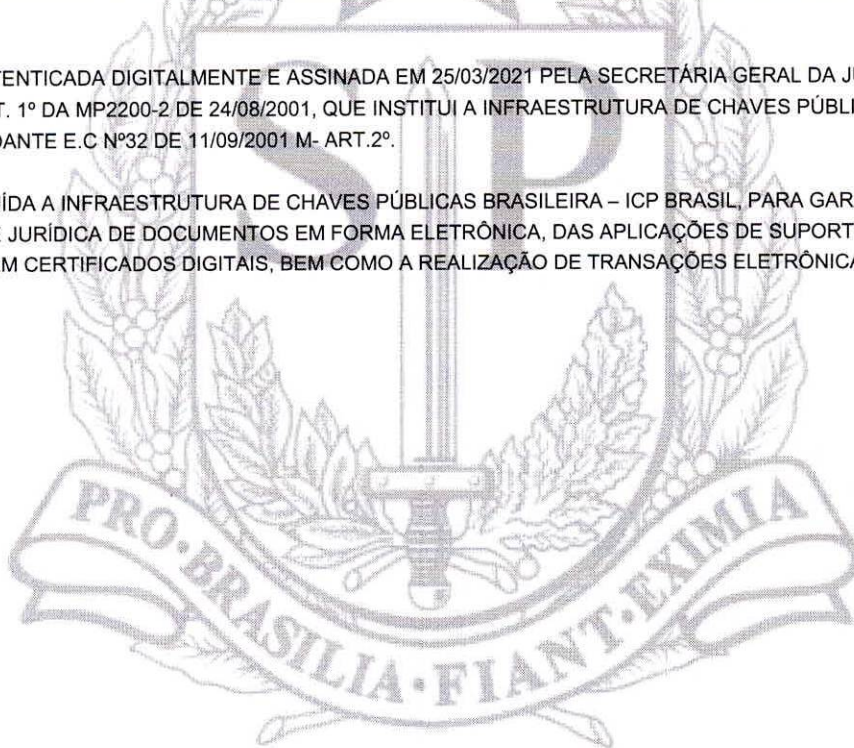 ENTICADA DIGITALMENTE E ASSINADA EM 25/03/2021 PELA SECRETÁRIA GERAL DA
T. 1º DA MP2200-2 DE 24/08/2001, QUE INSTITUI A INFRAESTRUTURA DE CHAVES PÚBLI
DANTE E.C Nº32 DE 11/09/2001 M- ART.2º.
ÍDA A INFRAESTRUTURA DE CHAVES PÚBLICAS BRASILEIRA – ICP BRASIL, PARA GAR
E JURÍDICA DE DOCUMENTOS EM FORMA ELETRÔNICA, DAS APLICAÇÕES DE SUPORT
EM CERTIFICADOS DIGITAIS, BEM COMO A REALIZAÇÃO DE TRANSAÇÕES ELETRÔNICA
SP
PRO·BRASILIA·FIANT·EXIMIA